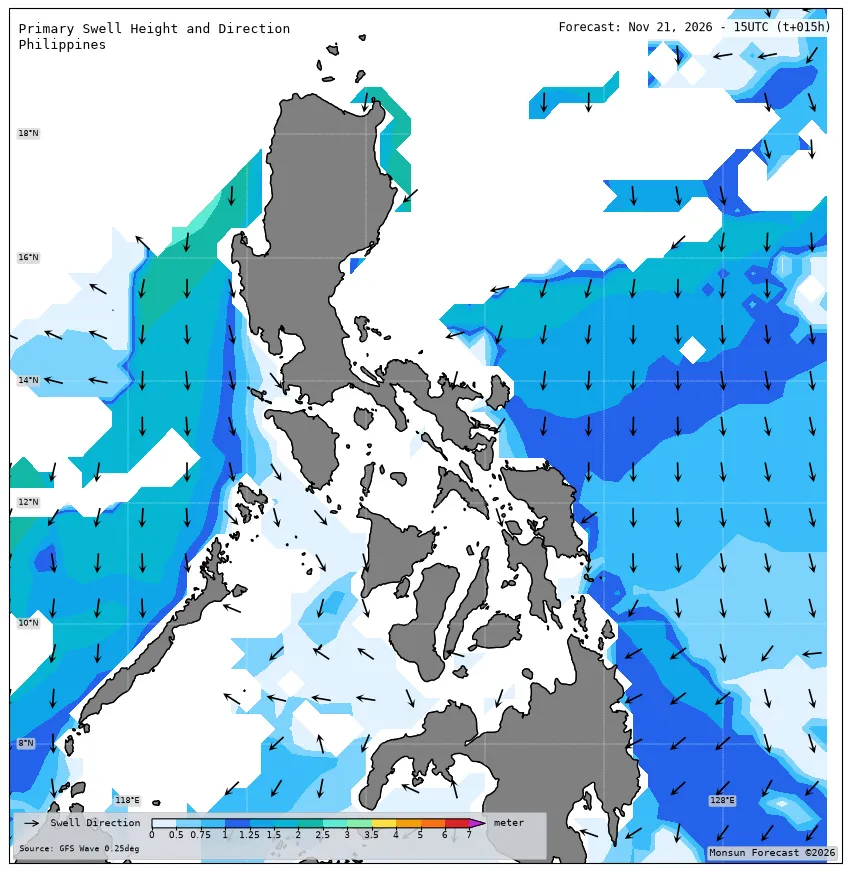 Primary Swell Height and Direction
Philippines
Forecast: Nov 21, 2026 - 15UTC (t+015h)
18°N
16°N
14°N
12°N
10°N
8°N
118°E
128°E
Swell Direction
meter
0 0.5 0.75 1 1.25 1.5 2 2.5 3 3.5 4 5 6 7
Source: GFS Wave 0.25deg
Monsun Forecast ©2026